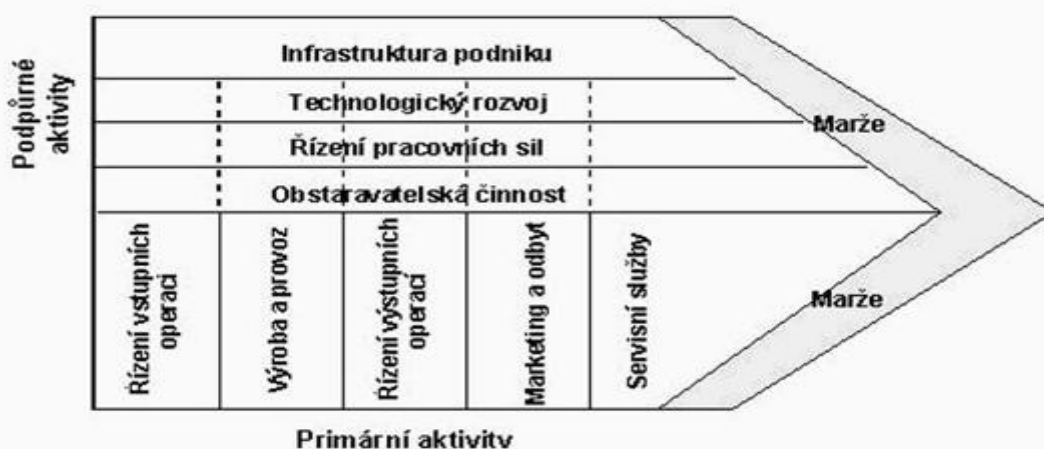 Podpůrné
aktivity
Infrastruktura podniku
Technologický rozvoj
Řízení pracovních sil
Obstaravatelská činnost
Marže
Marže
Řízení vstupních
operací
Výroba a provoz
Řízení výstupních
operací
Marketing a odbyt
Servisní služby
Primární aktivity